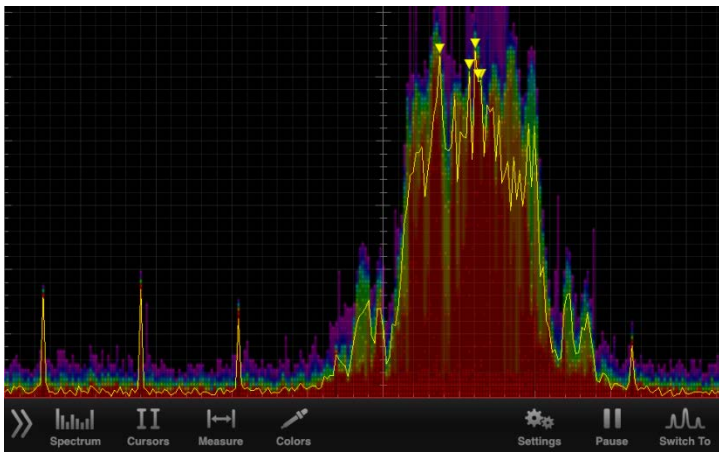 Spectrum
Cursors
Measure
Colors
Settings
Pause
Switch To